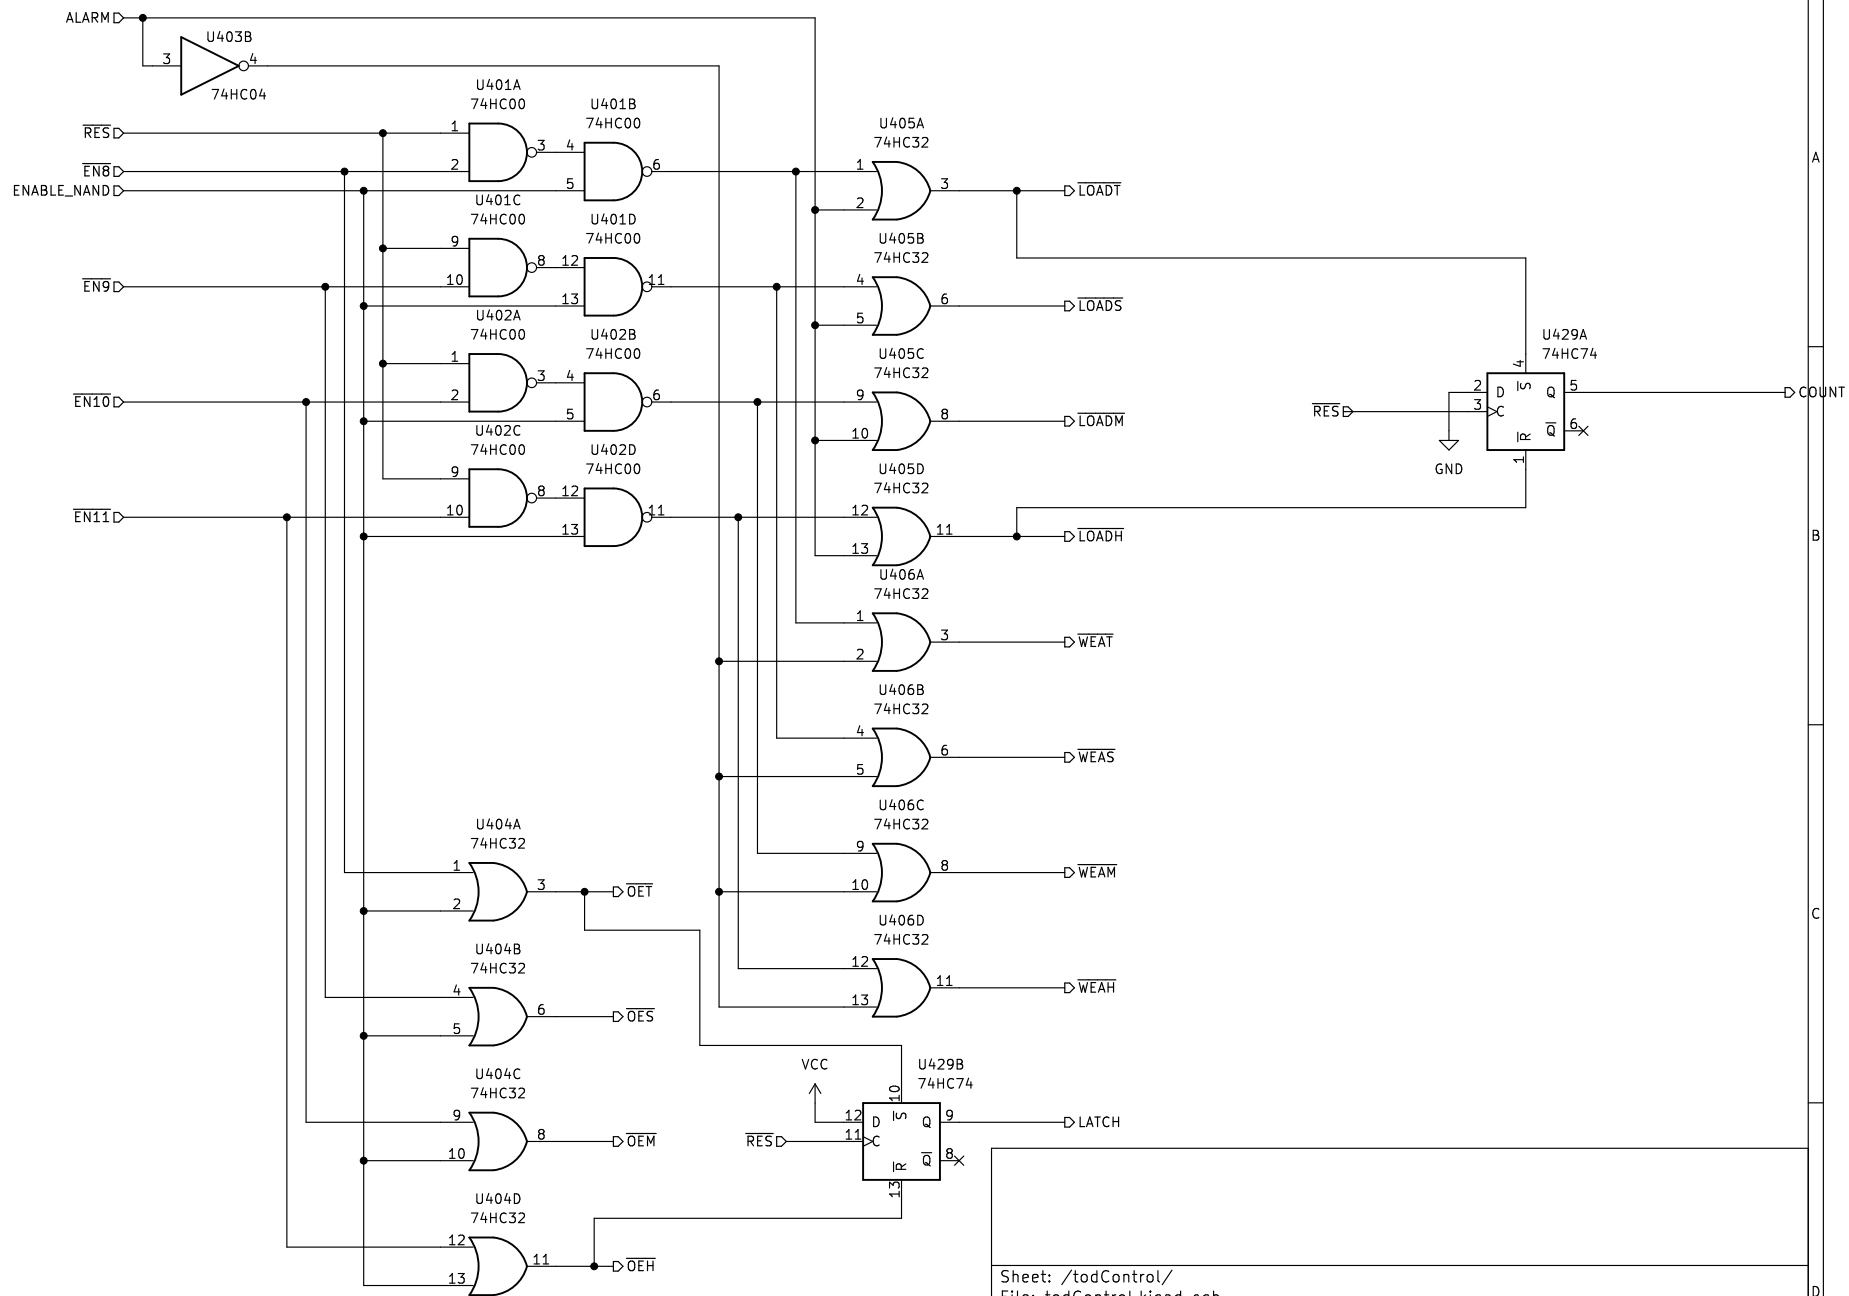 ALARM
U403B
3
4
74HC04
RES
EN8
ENABLE_NAND
EN9
EN10
EN11
U401A
74HC00
1
2
3
U401B
74HC00
4
5
6
U401C
74HC00
9
10
8
U401D
74HC00
12
13
11
U402A
74HC00
1
2
3
U402B
74HC00
4
5
6
U402C
74HC00
9
10
8
U402D
74HC00
12
13
11
U405A
74HC32
1
2
3
LOADT
U405B
74HC32
4
5
6
LOADS
U405C
74HC32
9
10
8
LOADM
U405D
74HC32
12
13
11
LOADH
U406A
74HC32
1
2
3
WEAT
U406B
74HC32
4
5
6
WEAS
U406C
74HC32
9
10
8
WEAM
U406D
74HC32
12
13
11
WEAH
U429A
74HC74
4
S
2
D
Q
5
COUNT
RES
3
C
R
Q
6
1
GND
U404A
74HC32
1
2
3
OET
U404B
74HC32
4
5
6
OES
U404C
74HC32
9
10
8
OEM
U404D
74HC32
12
13
11
OEH
VCC
U429B
74HC74
10
S
12
D
Q
9
LATCH
RES
11
C
R
Q
8
13
A
B
C
D
Sheet: /todControl/
File: todControl.kicad_sch